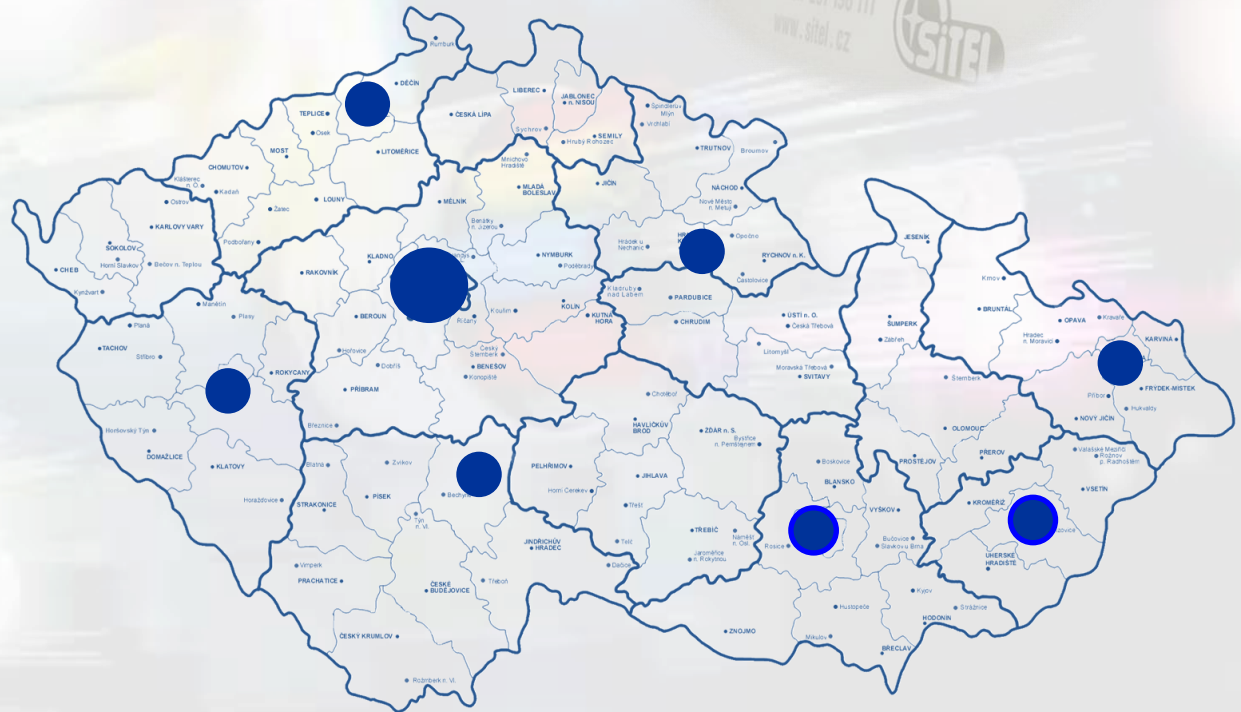 www.sitel.cz
SiTEL
Rumburk
DĚČÍN
TEPLICE
Osek
MOST
LITOMĚŘICE
CHOMUTOV
Klášterec
n. O.
Kadaň
Žatec
LOUNY
Podbořany
Ostrov
KARLOVY VARY
SOKOLOV
Horní Slavkov
Bečov n. Teplou
CHEB
Kynžvart
LIBEREC
JABLONEC
n. NISOU
ČESKÁ LÍPA
Sychrov
SEMILY
Hrubý Rohozec
Špindlerův
Mlýn
Vrchlabí
TRUTNOV
Broumov
JIČÍN
NÁCHOD
Nové Město
n. Metují
Hrádek u
Nechanic
Opočno
RYCHNOV n. K.
Častolovice
Mnichovo
Hradiště
MLADÁ
BOLESLAV
MĚLNÍK
Benátky
n. Jizerou
KLADNO
RAKOVNÍK
NYMBURK
Poděbrady
KOLÍN
Kouřim
KUTNÁ
HORA
Říčany
BEROUN
Hořovice
Dobříš
Český
Šternberk
BENEŠOV
Konopiště
PŘÍBRAM
Březnice
Manětín
Plasy
Planá
TACHOV
Stříbro
ROKYCANY
Horšovský Týn
DOMAŽLICE
KLATOVY
Horažďovice
Kladruby
nad Labem
PARDUBICE
CHRUDIM
ÚSTÍ n. O.
Česká Třebová
Litomyšl
Moravská Třebová
SVITAVY
Chotěboř
HAVLÍČKŮV
BROD
ŽĎÁR n. S.
Bystřice
n. Pernštejnem
PELHŘIMOV
JIHLAVA
Horní Cerekev
Třešť
Telč
Dačice
TŘEBÍČ
Náměšť
n. Osl.
Jaroměřice
n. Rokytnou
Blatná
Zvíkov
STRAKONICE
PÍSEK
Týn
n. Vl.
JINDŘICHŮV
HRADEC
Vimperk
PRACHATICE
ČESKÉ
BUDĚJOVICE
Třeboň
ČESKÝ KRUMLOV
Rožmberk n. Vl.
JESENÍK
ŠUMPERK
Zábřeh
Šternberk
OLOMOUC
PROSTĚJOV
PŘEROV
Krnov
BRUNTÁL
OPAVA
Kravaře
Hradec
n. Moravicí
KARVINÁ
FRÝDEK-MÍSTEK
Příbor
Hukvaldy
NOVÝ JIČÍN
Valašské Meziříčí
Rožnov
p. Radhoštěm
VSETÍN
KROMĚŘÍŽ
UHERSKÉ
HRADIŠTĚ
Boskovice
BLANSKO
VYŠKOV
Bučovice
Slavkov u Brna
Rosice
Kyjov
Strážnice
HODONÍN
Hustopeče
Mikulov
BŘECLAV
ZNOJMO